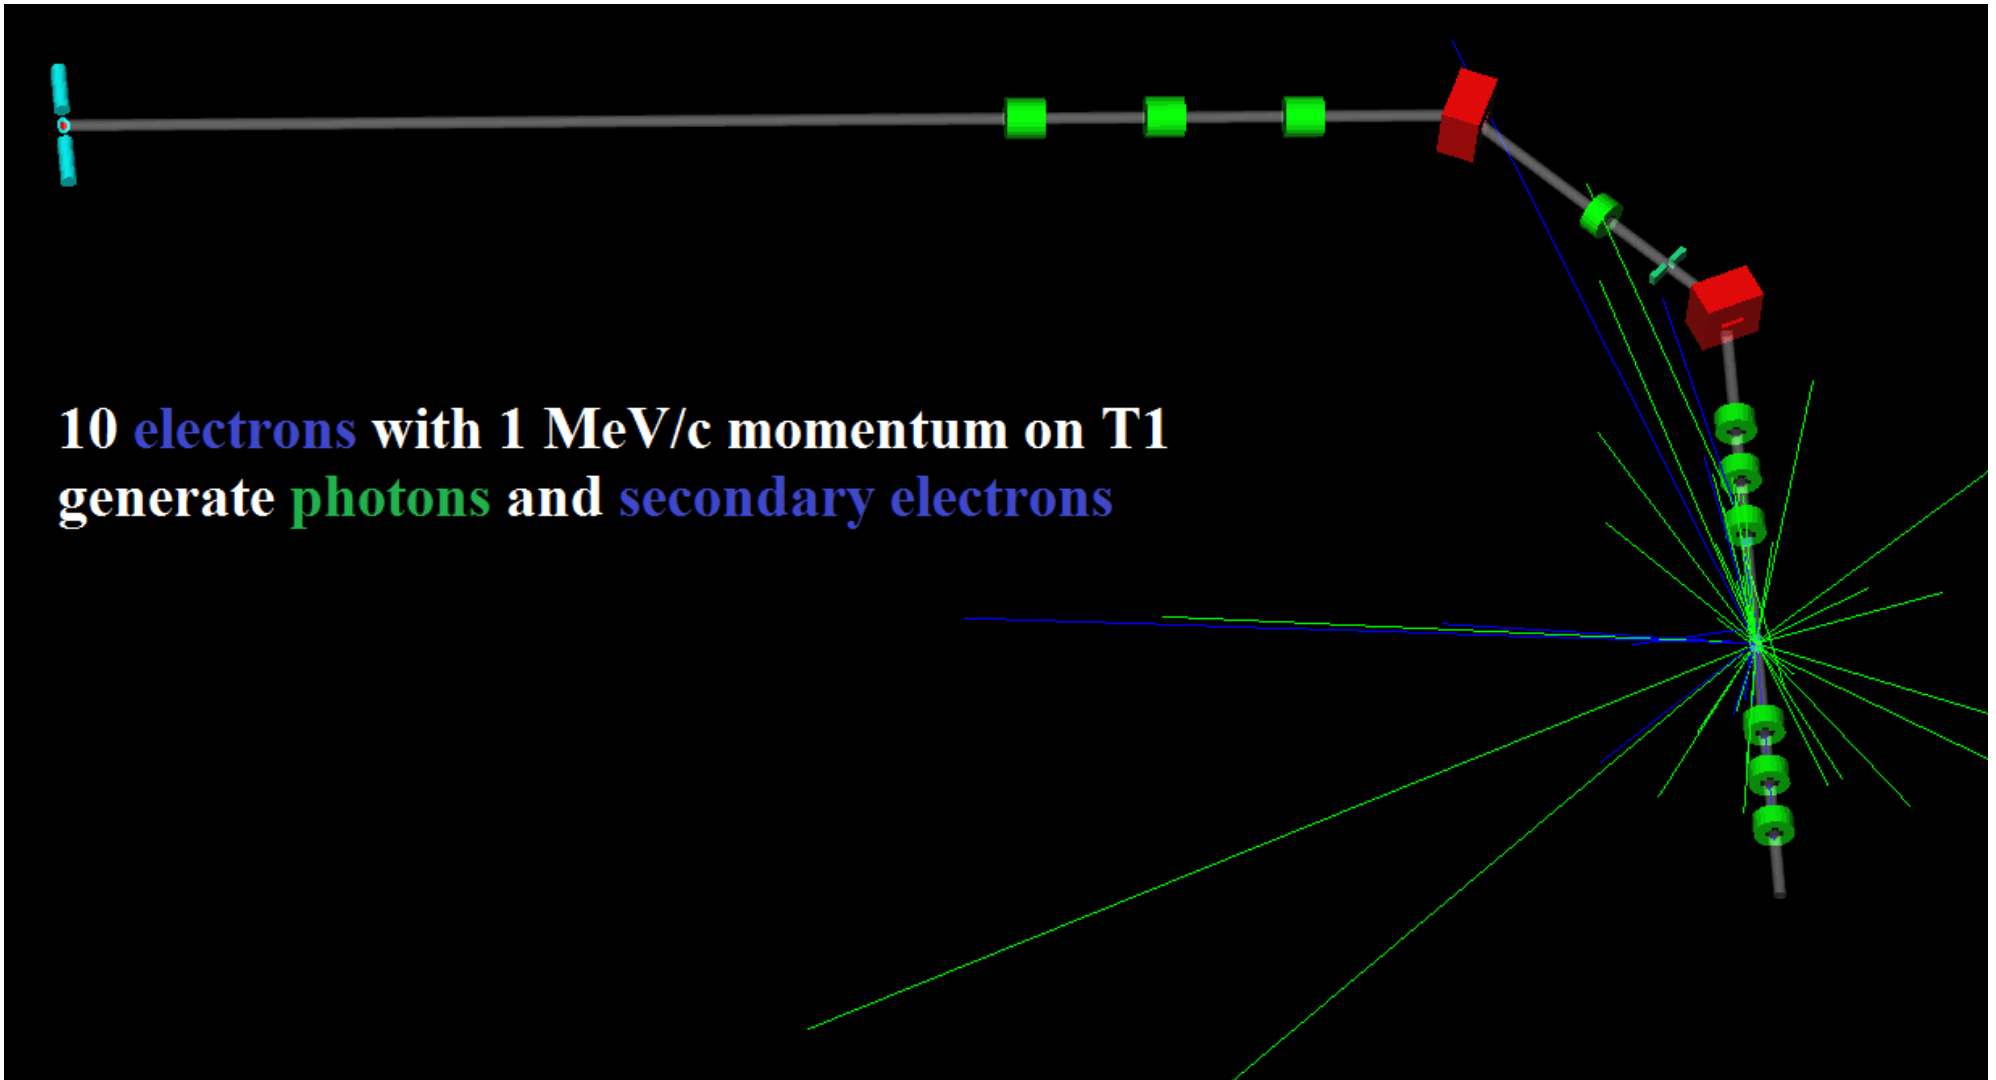 10 electrons with 1 MeV/c momentum on T1
generate photons and secondary electrons